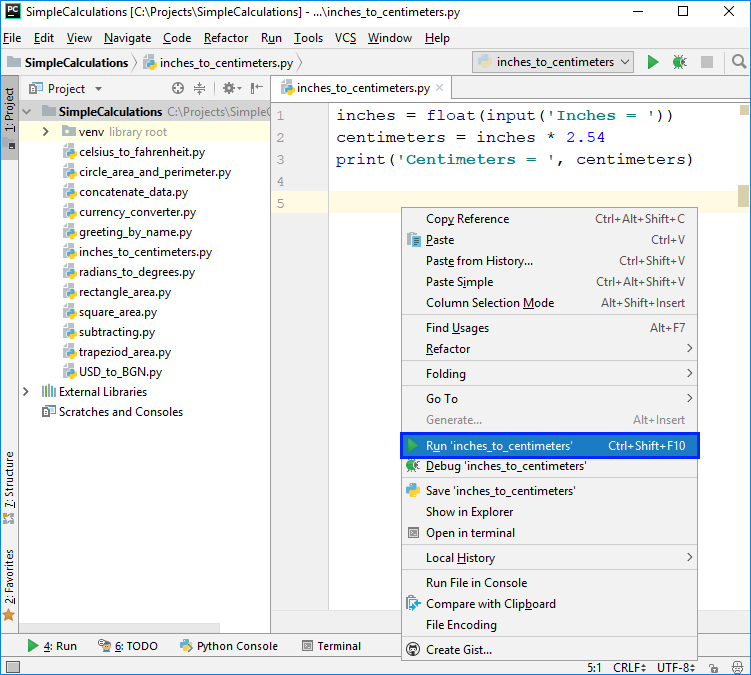 PC SimpleCalculations [C:\Projects\SimpleCalculations] - ...\inches_to_centimeters.py
File Edit View Navigate Code Refactor Run Tools VCS Window Help
SimpleCalculations inches_to_centimeters.py inches_to_centimeters
1: Project
Project
inches_to_centimeters.py
SimpleCalculations C:\Projects\SimpleC
venv library root
celsius_to_fahrenheit.py
circle_area_and_perimeter.py
concatenate_data.py
currency_converter.py
greeting_by_name.py
inches_to_centimeters.py
radians_to_degrees.py
rectangle_area.py
square_area.py
subtracting.py
trapeziod_area.py
USD_to_BGN.py
External Libraries
Scratches and Consoles
1 inches = float(input('Inches = '))
2 centimeters = inches * 2.54
3 print('Centimeters = ', centimeters)
4
5
Copy Reference Ctrl+Alt+Shift+C
Paste Ctrl+V
Paste from History... Ctrl+Shift+V
Paste Simple Ctrl+Alt+Shift+V
Column Selection Mode Alt+Shift+Insert
Find Usages Alt+F7
Refactor
Folding
Go To
Generate... Alt+Insert
Run 'inches_to_centimeters' Ctrl+Shift+F10
Debug 'inches_to_centimeters'
Save 'inches_to_centimeters'
Show in Explorer
Open in terminal
Local History
Run File in Console
Compare with Clipboard
File Encoding
Create Gist...
7: Structure
2: Favorites
4: Run 6: TODO Python Console Terminal
5:1 CRLF UTF-8